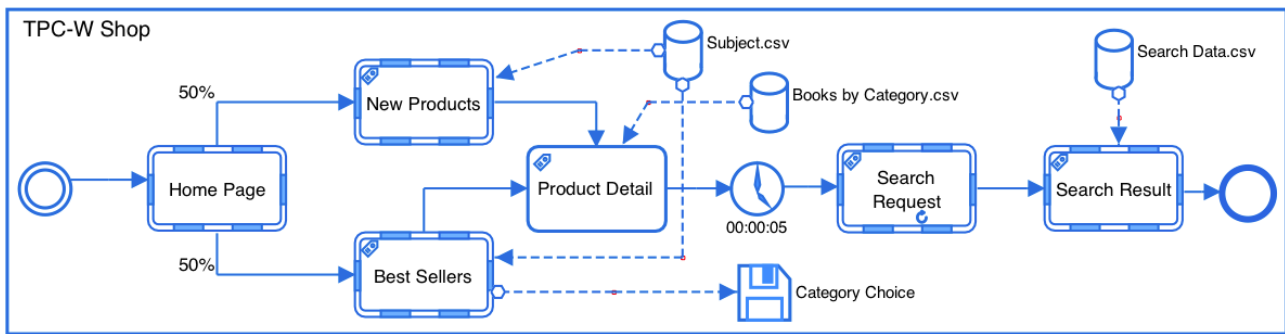 TPC-W Shop
Subject.csv
Search Data.csv
50%
New Products
Books by Category.csv
Home Page
Product Detail
Search
Request
Search Result
00:00:05
50%
Best Sellers
Category Choice